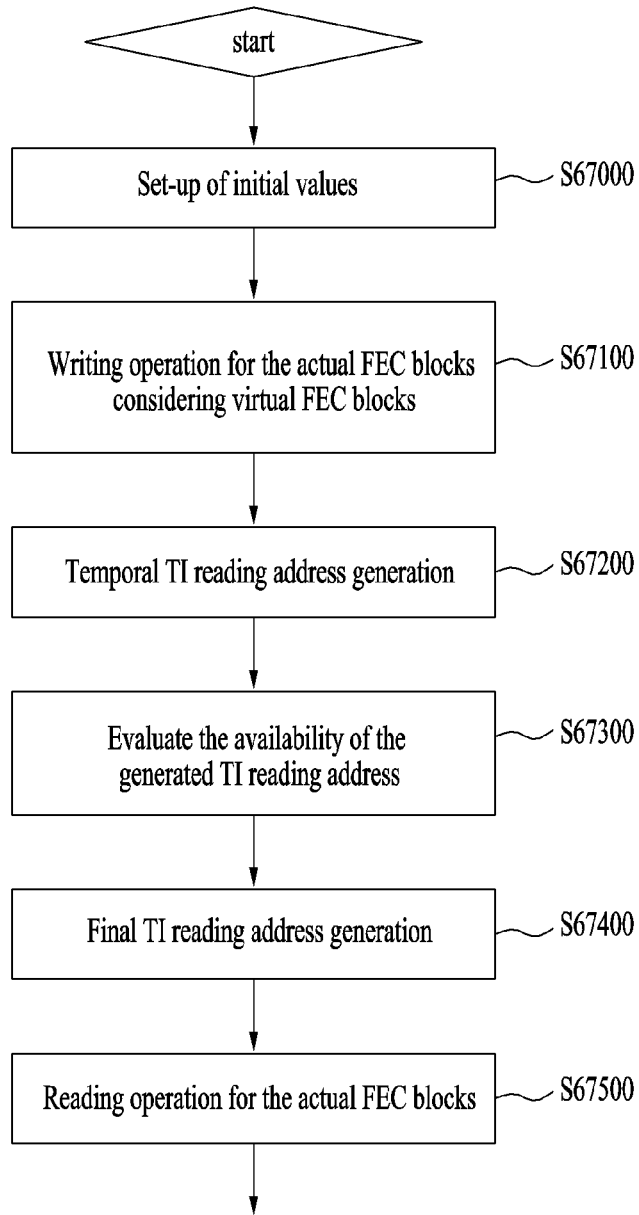 start
Set-up of initial values
S67000
Writing operation for the actual FEC blocks
considering virtual FEC blocks
S67100
Temporal TI reading address generation
S67200
Evaluate the availability of the
generated TI reading address
S67300
Final TI reading address generation
S67400
Reading operation for the actual FEC blocks
S67500